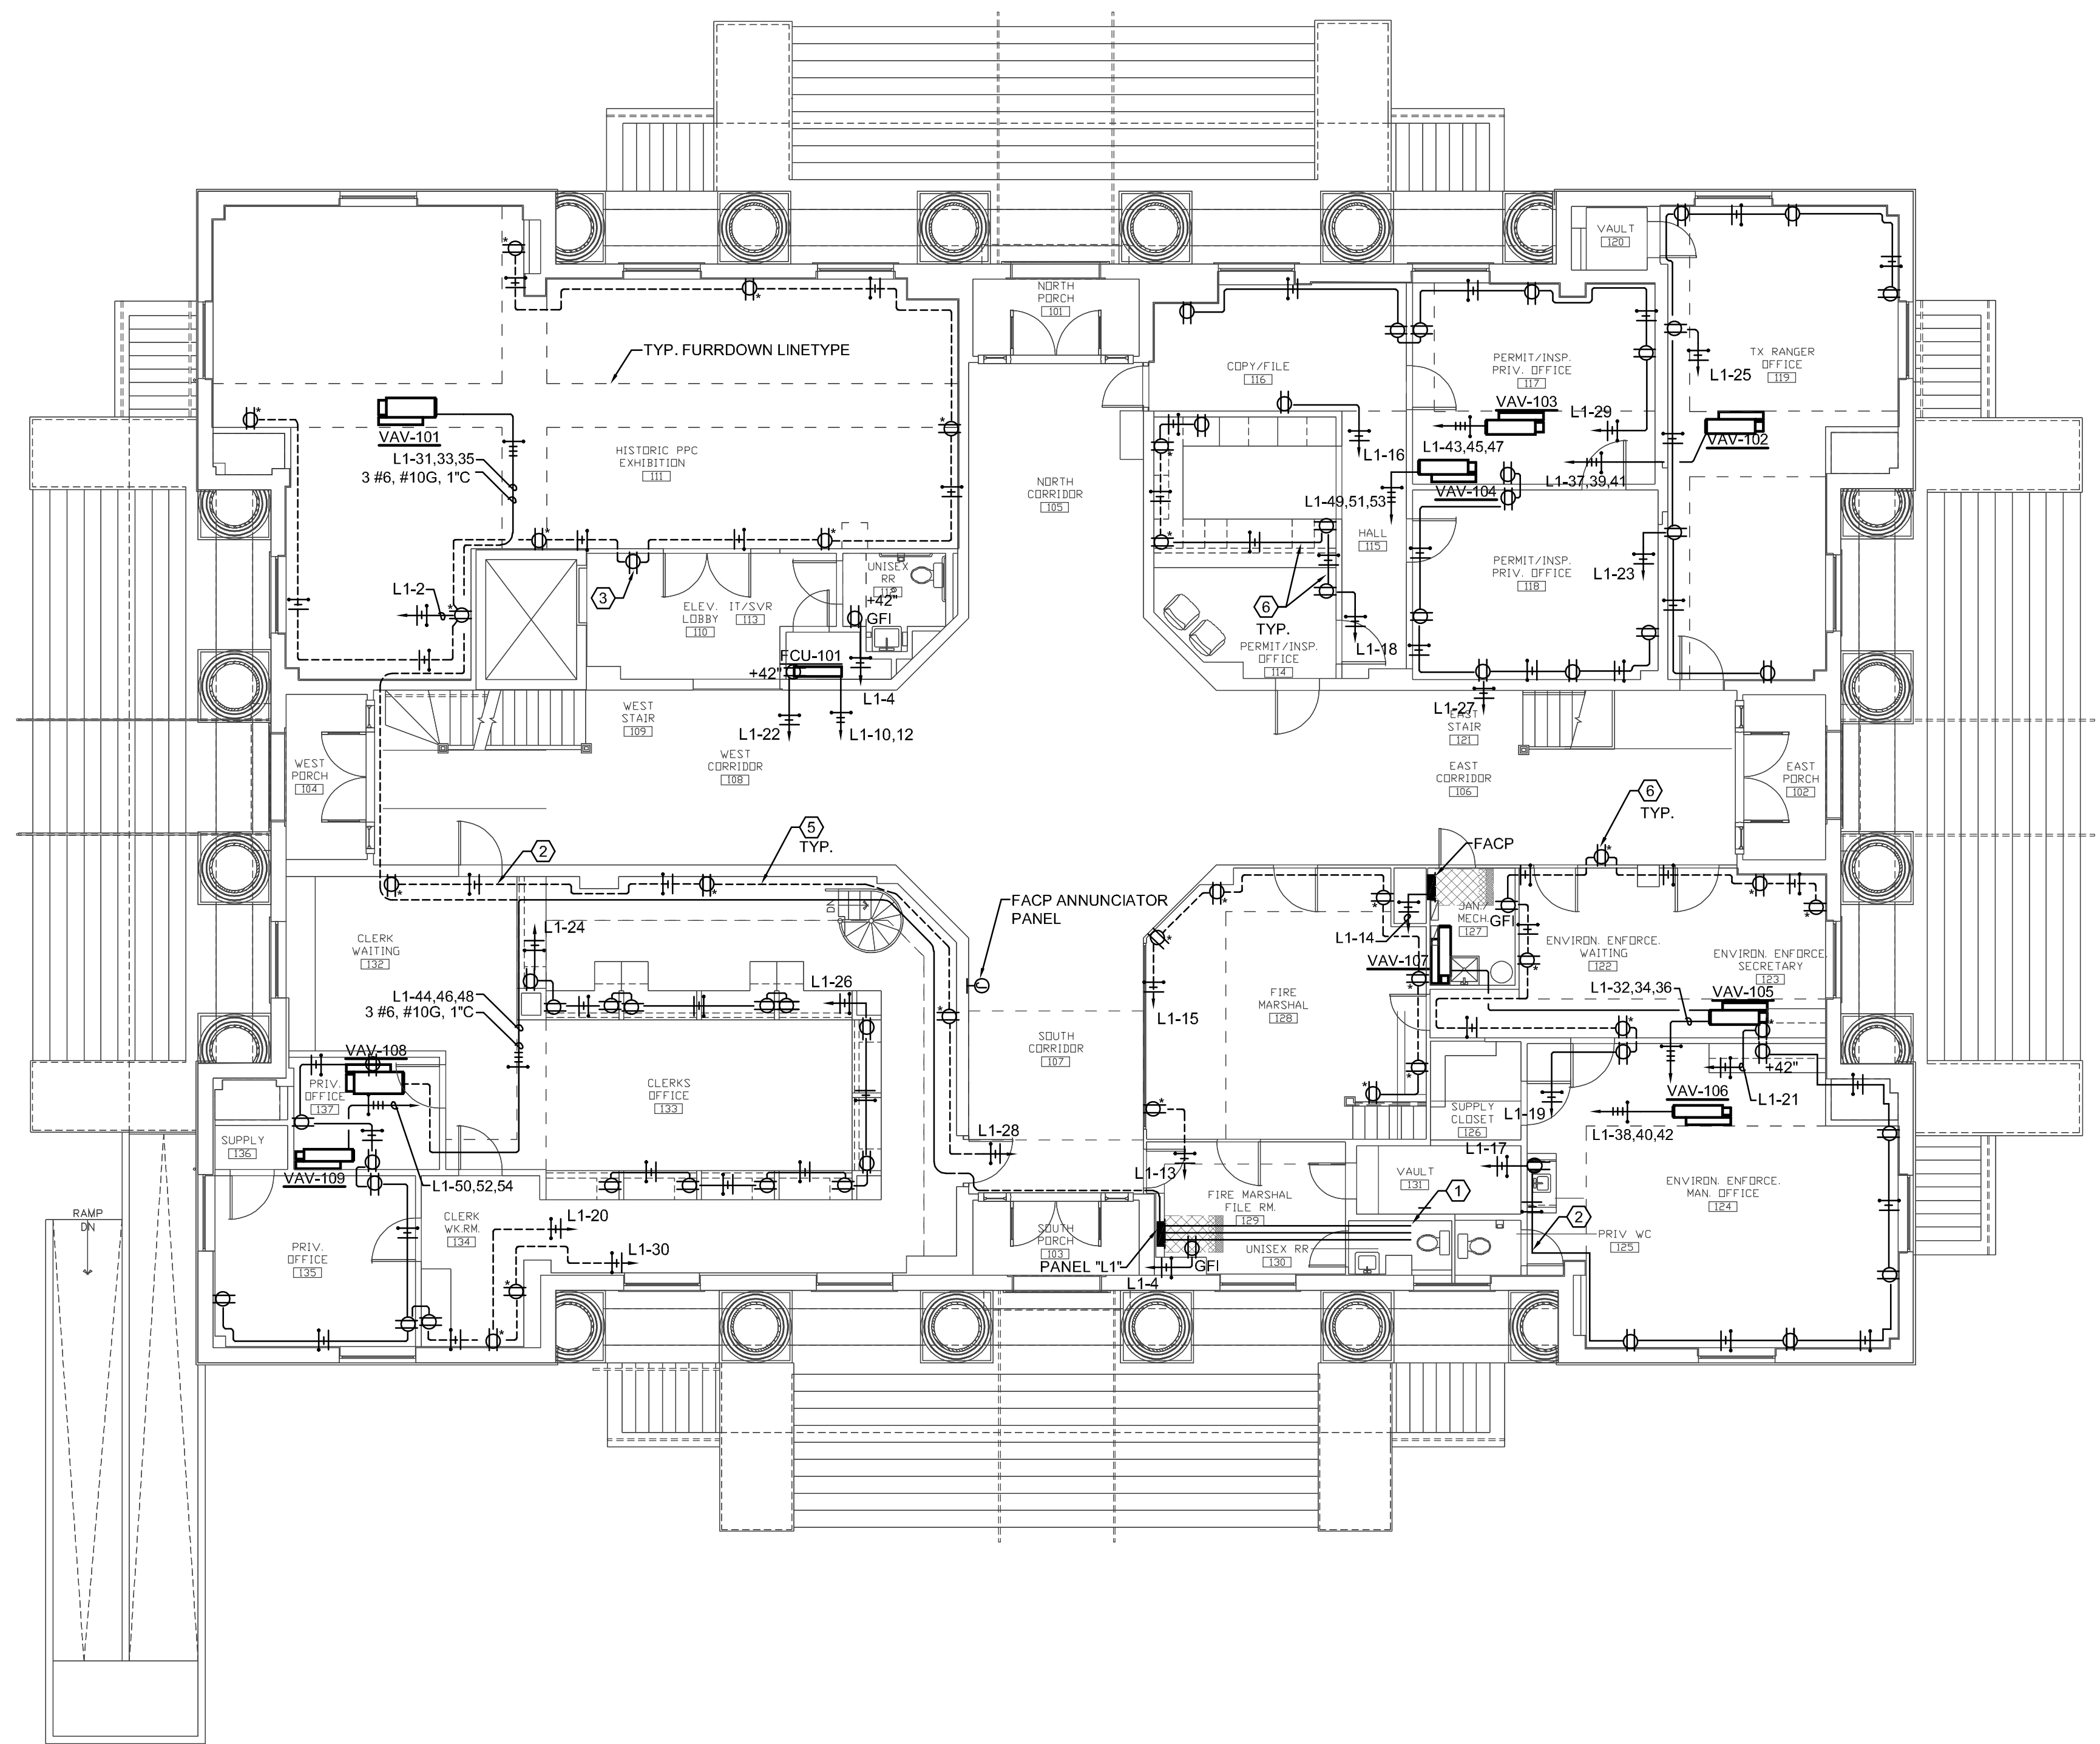 NORTH
PORCH
101
VAULT
120
TYP. FURRDOWN LINETYPE
COPY/FILE
116
PERMIT/INSP.
PRIV. OFFICE
117
TX RANGER
OFFICE
119
L1-25
VAV-101
L1-31,33,35
3 #6, #10G, 1"C
HISTORIC PPC
EXHIBITION
111
NORTH
CORRIDOR
105
VAV-103
L1-29
VAV-102
L1-16
L1-43,45,47
VAV-104
L1-37,39,41
L1-49,51,53
HALL
115
PERMIT/INSP.
PRIV. OFFICE
118
L1-23
L1-2
3
ELEV.
LOBBY
110
IT/SVR
113
UNISEX
RR
+42"
GFI
6
TYP.
PERMIT/INSP.
OFFICE
114
L1-18
FCU-101
+42"
L1-4
L1-22
L1-10,12
WEST
STAIR
109
L1-27
EAST
STAIR
121
WEST
PORCH
104
WEST
CORRIDOR
108
EAST
CORRIDOR
106
EAST
PORCH
102
6
TYP.
2
5
TYP.
FACP
FACP ANNUNCIATOR
PANEL
DN
CLERK
WAITING
132
L1-24
L1-14
JAN./
MECH.
127
GFI
VAV-107
ENVIRON. ENFORCE.
WAITING
122
ENVIRON. ENFORCE.
SECRETARY
123
L1-44,46,48
3 #6, #10G, 1"C
L1-26
L1-15
FIRE
MARSHAL
128
L1-32,34,36
VAV-105
SOUTH
CORRIDOR
107
VAV-108
PRIV.
OFFICE
137
CLERKS
OFFICE
133
+42"
L1-21
VAV-106
SUPPLY
CLOSET
126
L1-19
L1-38,40,42
SUPPLY
136
VAV-109
L1-50,52,54
L1-28
L1-13
L1-17
VAULT
131
ENVIRON. ENFORCE.
MAN. OFFICE
124
1
FIRE MARSHAL
FILE RM.
129
2
RAMP
DN
PRIV.
OFFICE
135
CLERK
WK.RM.
134
L1-20
L1-30
SOUTH
PORCH
103
PANEL "L1"
L1-4
GFI
UNISEX RR
130
PRIV WC
125